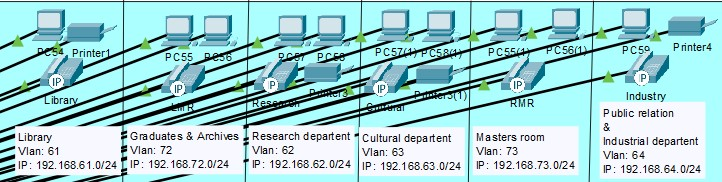 PC54
Printer1
PC55
PC56
PC57
PC58
PC57(1)
PC58(1)
PC55(1)
PC56(1)
PC59
Printer4
IP
IP
IP
IP
IP
IP
Library
Research
Printer3
Cultural
Printer3(1)
RMR
Industry
Library
Vlan: 61
IP: 192.168.61.0/24
Graduates & Archives
Vlan: 72
IP: 192.168.72.0/24
Research departent
Vlan: 62
IP: 192.168.62.0/24
Cultural departent
Vlan: 63
IP: 192.168.63.0/24
Masters room
Vlan: 73
IP: 192.168.73.0/24
Public relation
&
Industrial departent
Vlan: 64
IP: 192.168.64.0/24